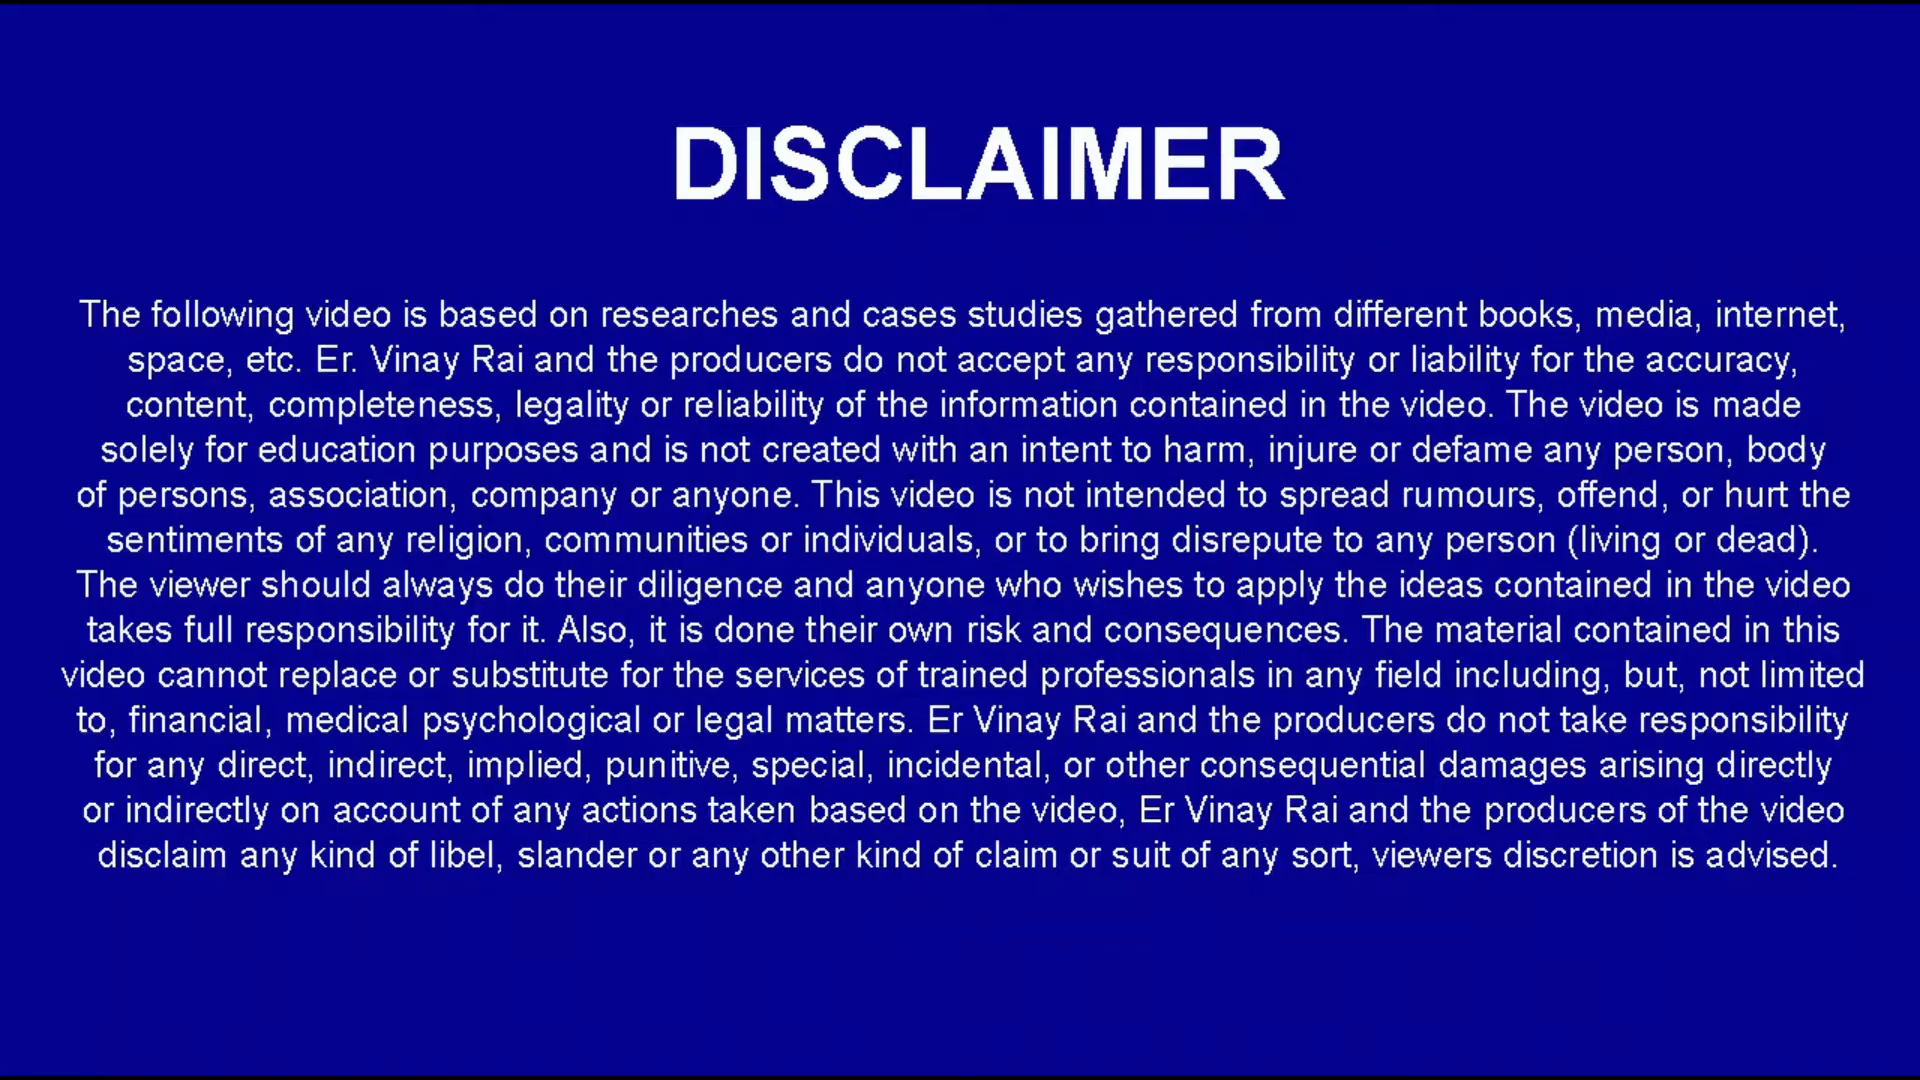 DISCLAIMER
The following video is based on researches and cases studies gathered from different books, media, internet,
space, etc. Er. Vinay Rai and the producers do not accept any responsibility or liability for the accuracy,
content, completeness, legality or reliability of the information contained in the video. The video is made
solely for education purposes and is not created with an intent to harm, injure or defame any person, body
of persons, association, company or anyone. This video is not intended to spread rumours, offend, or hurt the
sentiments of any religion, communities or individuals, or to bring disrepute to any person (living or dead).
The viewer should always do their diligence and anyone who wishes to apply the ideas contained in the video
takes full responsibility for it. Also, it is done their own risk and consequences. The material contained in this
video cannot replace or substitute for the services of trained professionals in any field including, but, not limited
to, financial, medical psychological or legal matters. Er Vinay Rai and the producers do not take responsibility
for any direct, indirect, implied, punitive, special, incidental, or other consequential damages arising directly
or indirectly on account of any actions taken based on the video, Er Vinay Rai and the producers of the video
disclaim any kind of libel, slander or any other kind of claim or suit of any sort, viewers discretion is advised.